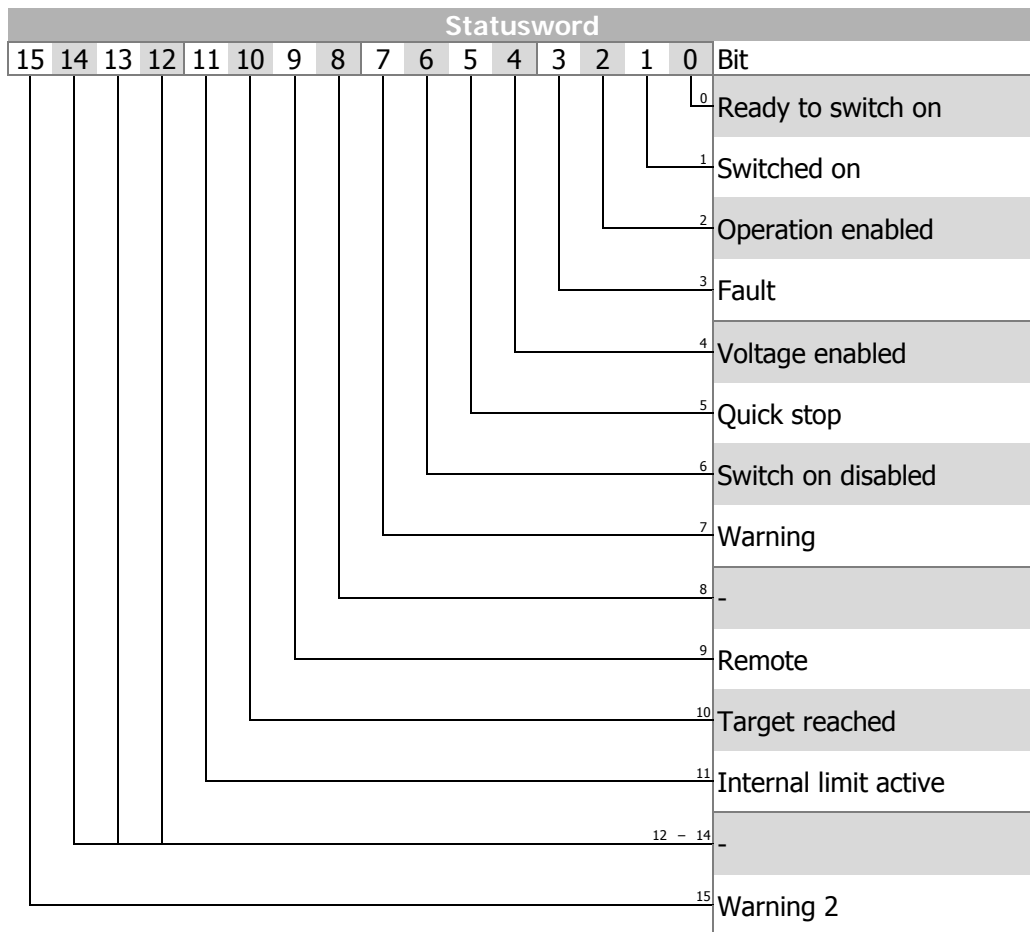 Statusword
15 14 13 12 11 10 9 8 7 6 5 4 3 2 1 0 Bit
0 Ready to switch on
1 Switched on
2 Operation enabled
3 Fault
4 Voltage enabled
5 Quick stop
6 Switch on disabled
7 Warning
8 -
9 Remote
10 Target reached
11 Internal limit active
12 – 14 -
15 Warning 2